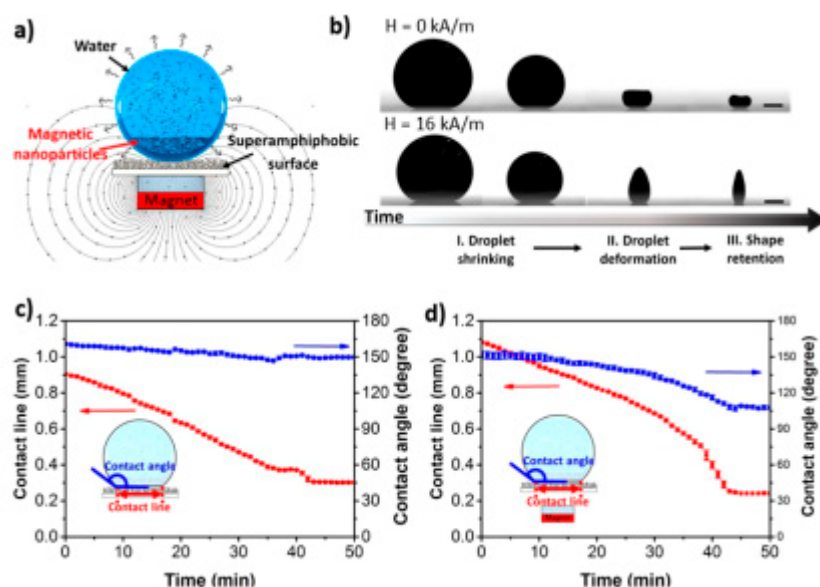 a)
Water
Magnetic
nanoparticles
Superamphiphobic
surface
Magnet
b)
H = 0 kA/m
H = 16 kA/m
Time
I. Droplet
shrinking
II. Droplet
deformation
III. Shape
retention
c)
Contact line (mm)
1.2
1.0
0.8
0.6
0.4
0.2
0.0
180
150
120
90
60
30
0
Contact angle (degree)
Contact angle
Contact line
0 10 20 30 40 50
Time (min)
d)
Contact line (mm)
1.2
1.0
0.8
0.6
0.4
0.2
0.0
180
150
120
90
60
30
0
Contact angle (degree)
Contact angle
Contact line
Magnet
0 10 20 30 40 50
Time (min)